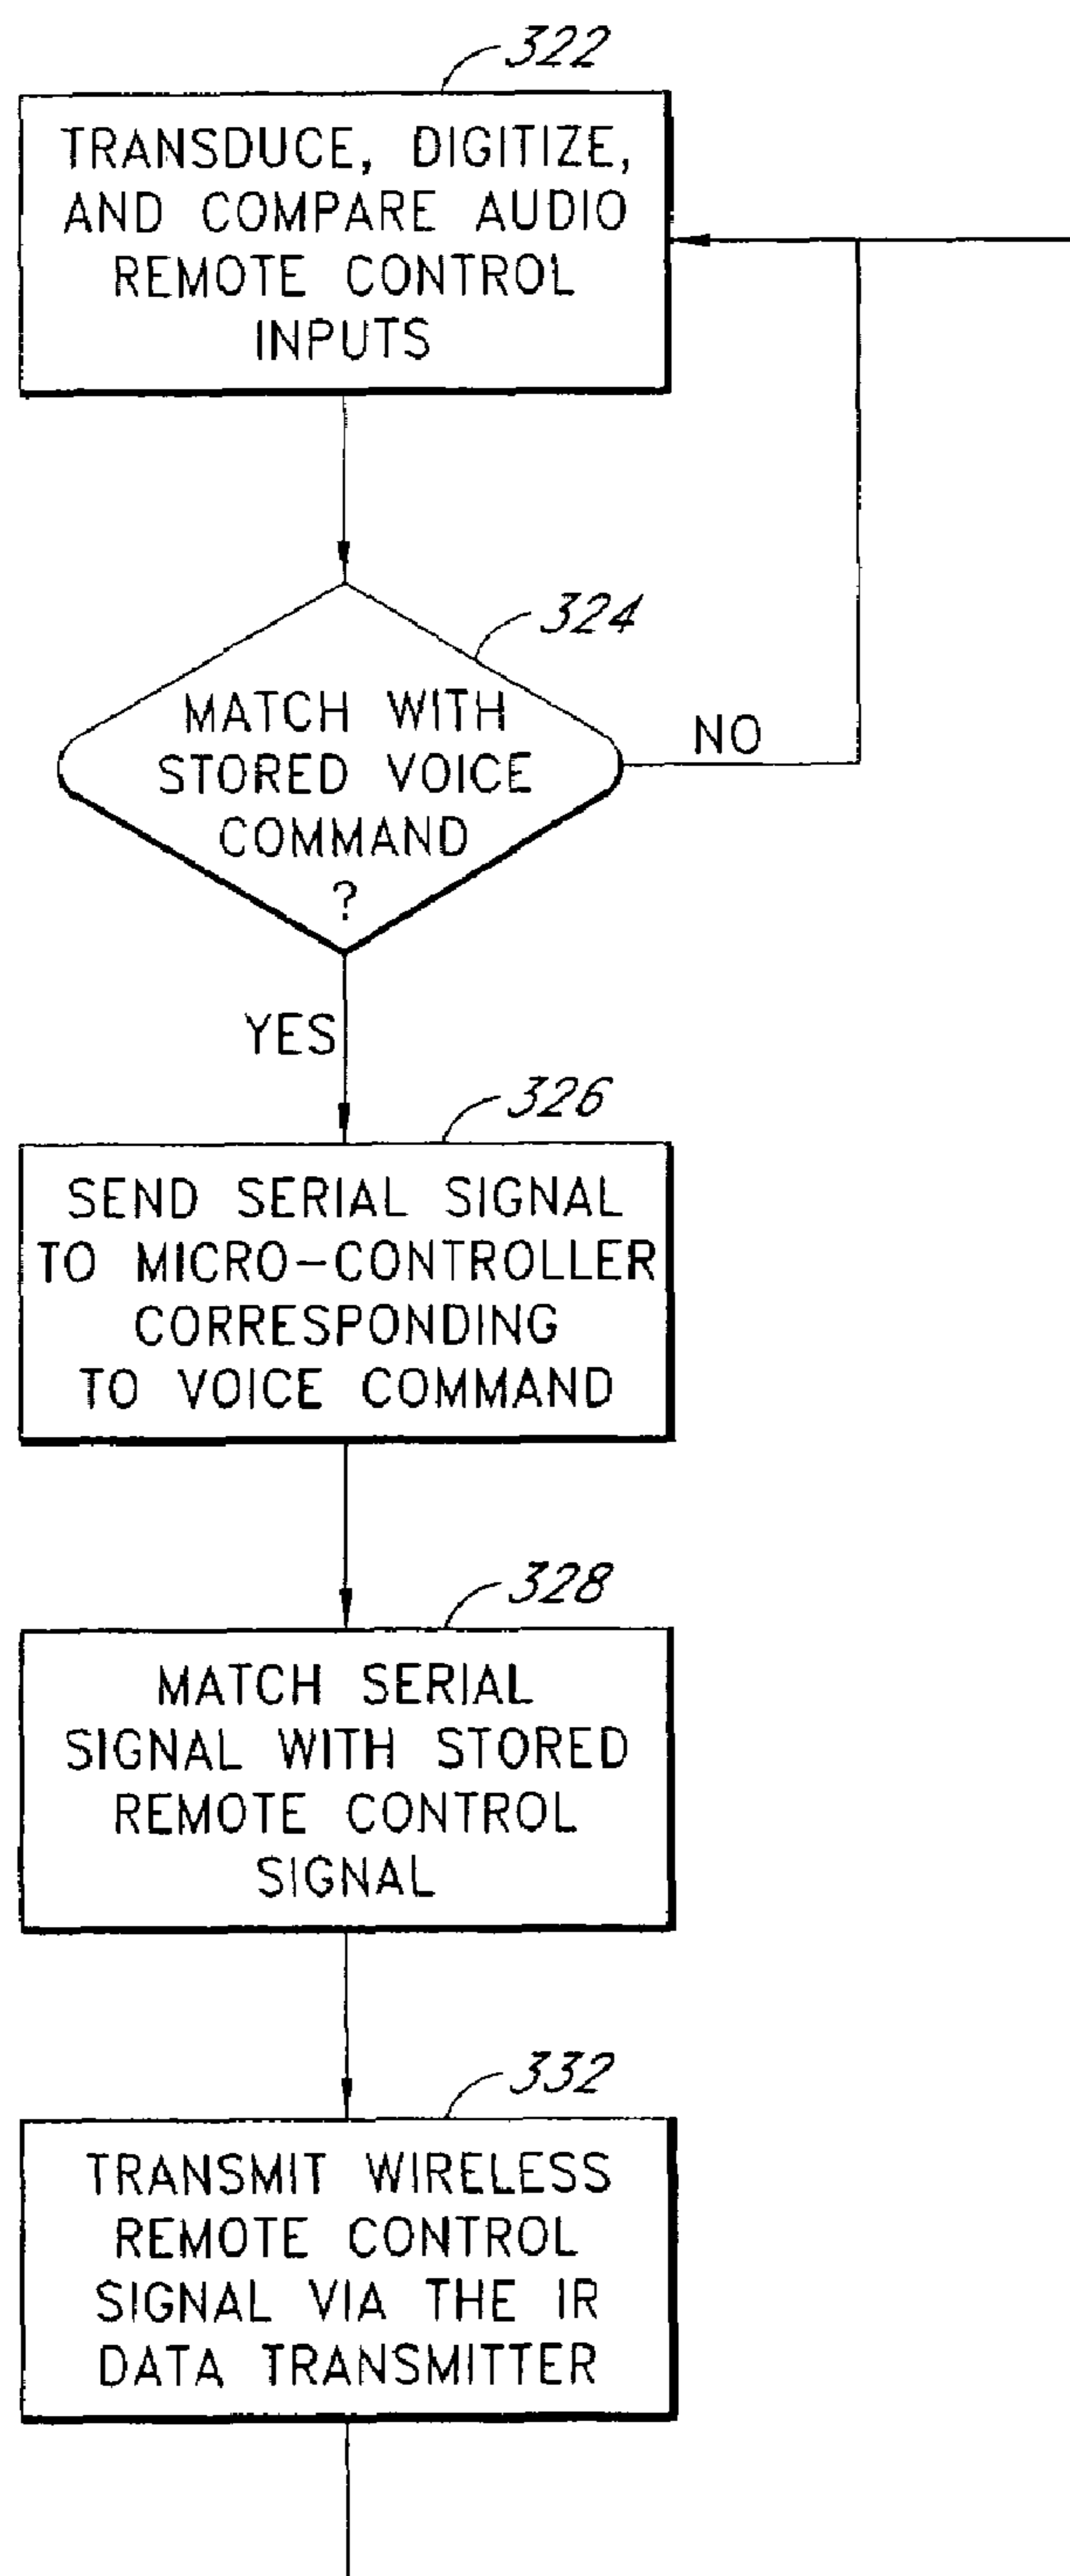 322
TRANSDUCE, DIGITIZE,
AND COMPARE AUDIO
REMOTE CONTROL
INPUTS
324
MATCH WITH
STORED VOICE
COMMAND
?
NO
YES
326
SEND SERIAL SIGNAL
TO MICRO-CONTROLLER
CORRESPONDING
TO VOICE COMMAND
328
MATCH SERIAL
SIGNAL WITH STORED
REMOTE CONTROL
SIGNAL
332
TRANSMIT WIRELESS
REMOTE CONTROL
SIGNAL VIA THE IR
DATA TRANSMITTER